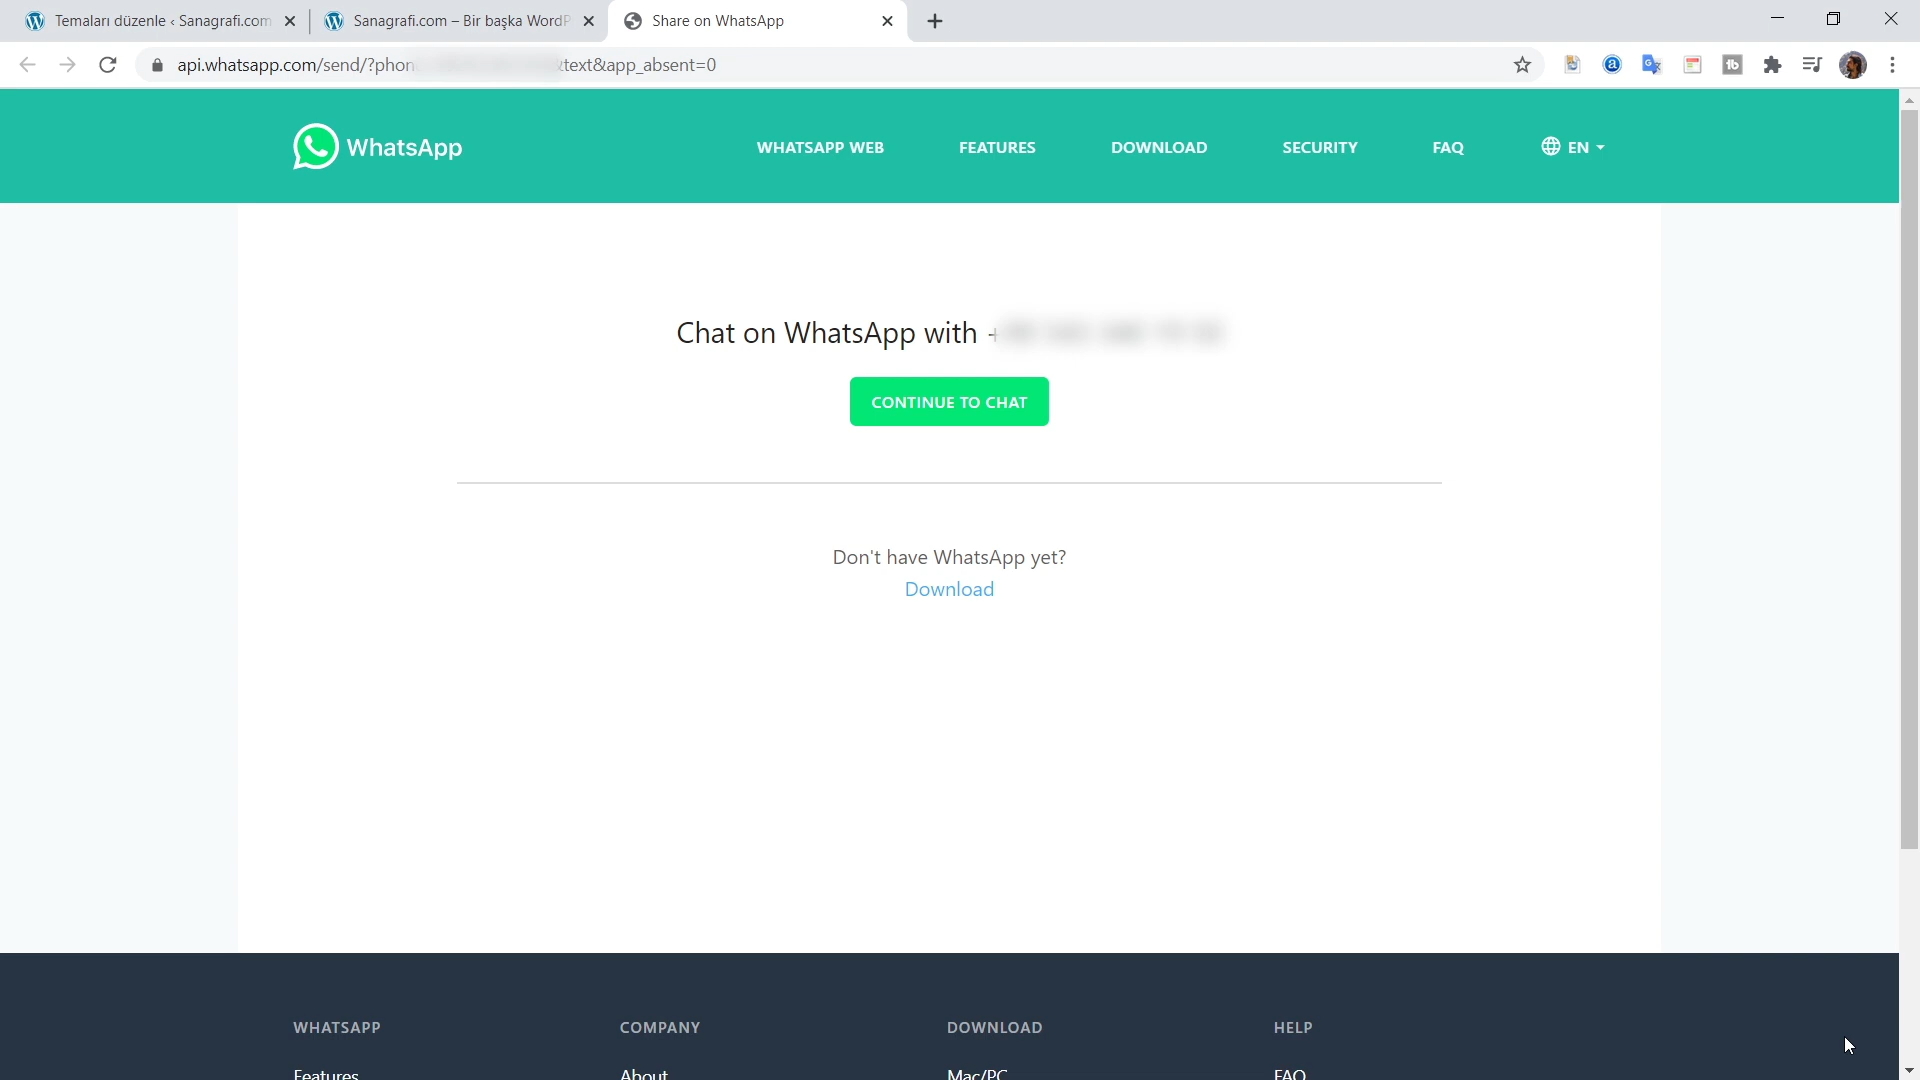 Temaları düzenle ‹ Sanagrafi.com
Sanagrafi.com – Bir başka WordP
Share on WhatsApp
api.whatsapp.com/send/?phon
text&app_absent=0
WhatsApp
WHATSAPP WEB
FEATURES
DOWNLOAD
SECURITY
FAQ
EN
Chat on WhatsApp with +
CONTINUE TO CHAT
Don't have WhatsApp yet?
Download
WHATSAPP
COMPANY
DOWNLOAD
HELP
Features
About
Mac/PC
FAQ